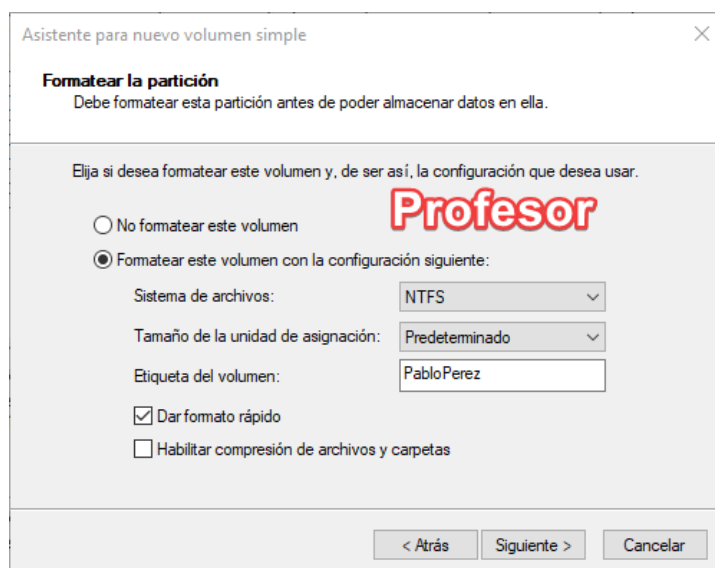 Asistente para nuevo volumen simple
Formatear la partición
Debe formatear esta partición antes de poder almacenar datos en ella.
Elija si desea formatear este volumen y, de ser así, la configuración que desea usar.
Profesor
No formatear este volumen
Formatear este volumen con la configuración siguiente:
Sistema de archivos: NTFS
Tamaño de la unidad de asignación: Predeterminado
Etiqueta del volumen: PabloPerez
Dar formato rápido
Habilitar compresión de archivos y carpetas
< Atrás Siguiente > Cancelar